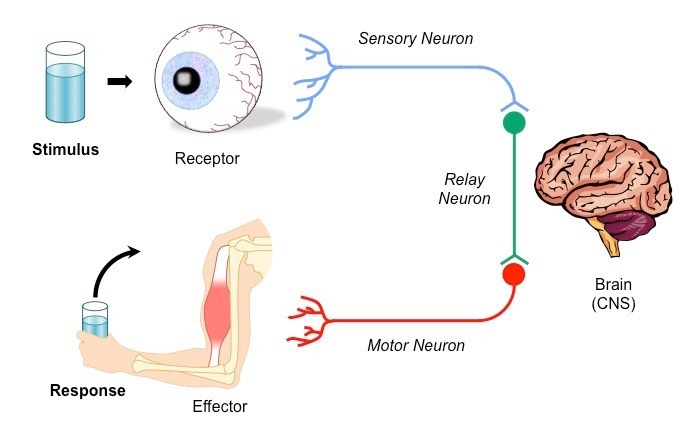 Sensory Neuron
Stimulus
Receptor
Relay
Neuron
Brain
(CNS)
Motor Neuron
Response
Effector